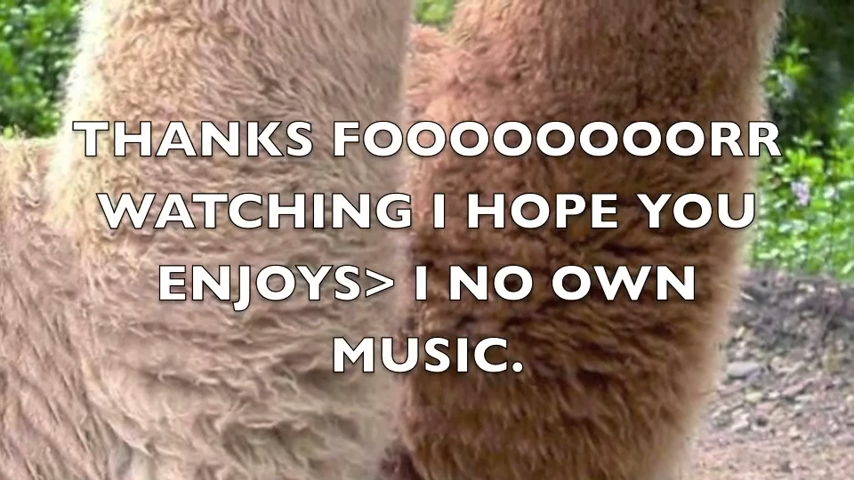 THANKS FOOOOOOOORR
WATCHING I HOPE YOU
ENJOYS> I NO OWN
MUSIC.